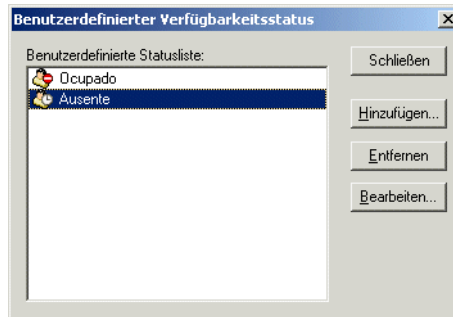 Benutzerdefinierter Verfügbarkeitsstatus
Benutzerdefinierte Statusliste:
Ocupado
Ausente
Schließen
Hinzufügen...
Entfernen
Bearbeiten...